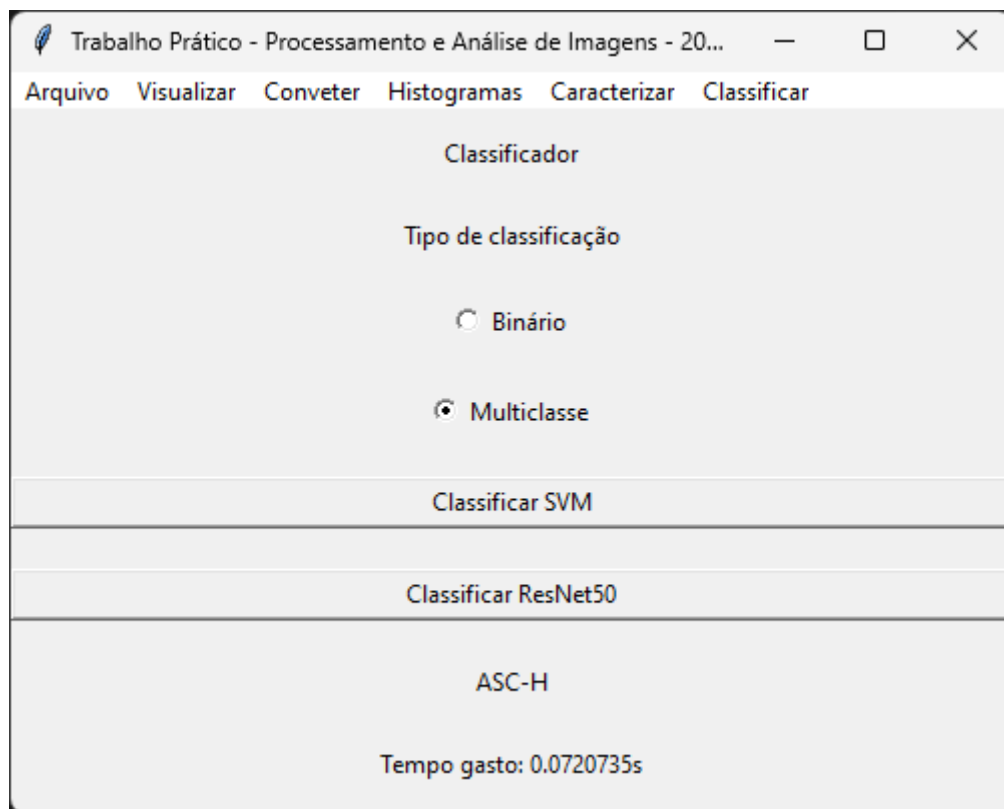 Trabalho Prático - Processamento e Análise de Imagens - 20...
Arquivo Visualizar Conveter Histogramas Caracterizar Classificar
Classificador
Tipo de classificação
Binário
Multiclasse
Classificar SVM
Classificar ResNet50
ASC-H
Tempo gasto: 0.0720735s